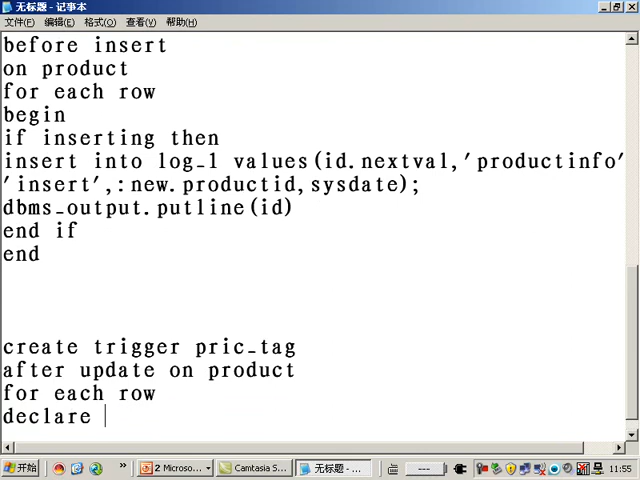 无标题 - 记事本
文件(F) 编辑(E) 格式(O) 查看(V) 帮助(H)
before insert
on product
for each row
begin
if inserting then
insert into log_1 values(id.nextval,'productinfo'
'insert',:new.productid,sysdate);
dbms_output.putline(id)
end if
end
create trigger pric_tag
after update on product
for each row
declare
开始 » 2 Microso... Camtasia S... 无标题 - ... 11:55